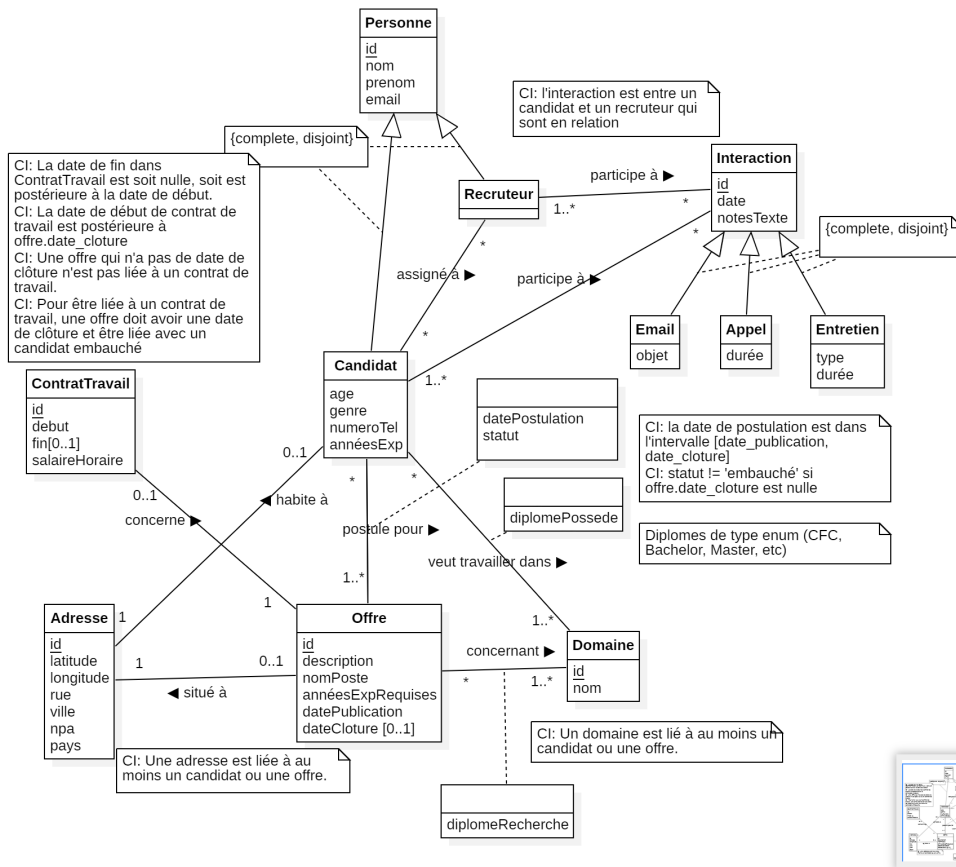 Personne
id
nom
prenom
email
CI: l'interaction est entre un
candidat et un recruteur qui
sont en relation
{complete, disjoint}
CI: La date de fin dans
ContratTravail est soit nulle, soit est
postérieure à la date de début.
CI: La date de début de contrat de
travail est postérieure à
offre.date_cloture
CI: Une offre qui n'a pas de date de
clôture n'est pas liée à un contrat de
travail.
CI: Pour être liée à un contrat de
travail, une offre doit avoir une date
de clôture et être liée avec un
candidat embauché
Recruteur
participe à ▶
1..*
*
Interaction
id
date
notesTexte
{complete, disjoint}
*
*
assigné à ▶
participe à ▶
*
1..*
Email
objet
Appel
durée
Entretien
type
durée
Candidat
age
genre
numeroTel
annéesExp
ContratTravail
id
debut
fin[0..1]
salaireHoraire
datePostulation
statut
CI: la date de postulation est dans
l'intervalle [date_publication,
date_cloture]
CI: statut != 'embauché' si
offre.date_cloture est null
0..1
*
*
0..1
◀ habite à
concerne ▶
diplomePossede
postule pour ▶
Diplomes de type enum (CFC,
Bachelor, Master, etc)
veut travailler dans ▶
1..*
1
1
1..*
Adresse
id
latitude
longitude
rue
ville
npa
pays
1
0..1
◀ situé à
Offre
id
description
nomPoste
annéesExpRequises
datePublication
dateCloture [0..1]
concernant ▶
*
1..*
Domaine
id
nom
CI: Un domaine est lié à au moins un
candidat ou une offre.
CI: Une adresse est liée à au
moins un candidat ou une offre.
diplomeRecherche